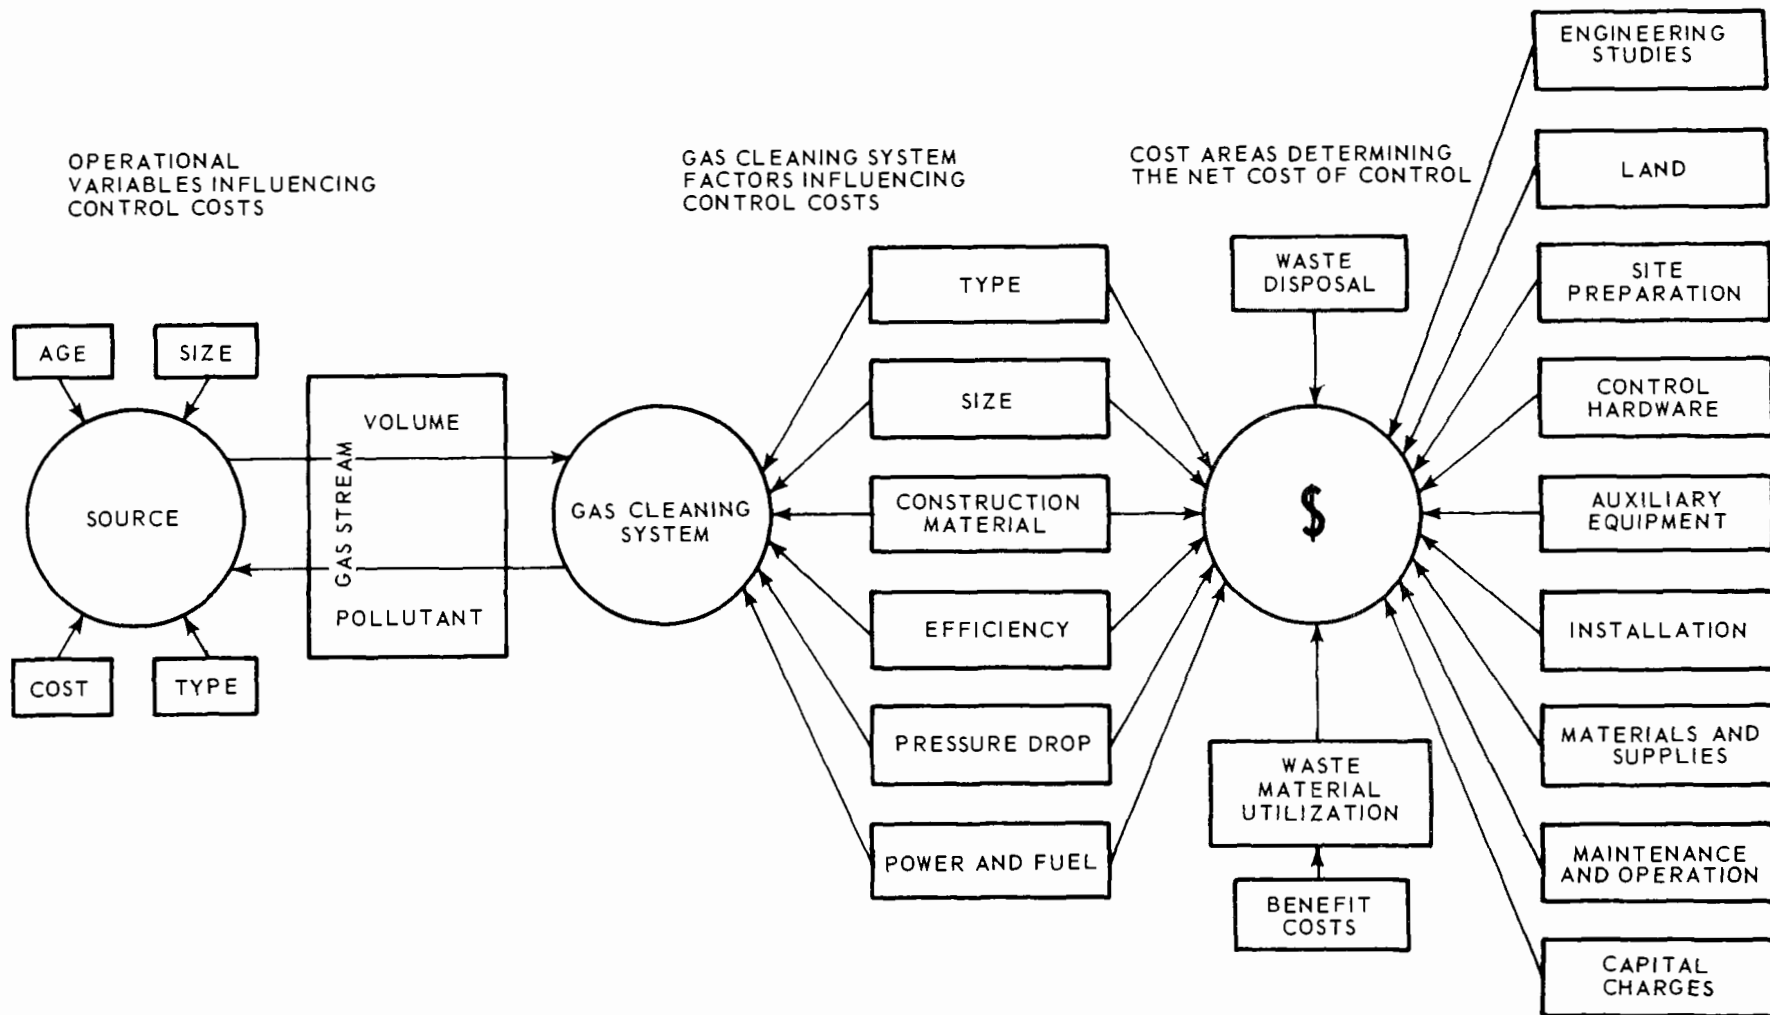 OPERATIONAL
VARIABLES INFLUENCING
CONTROL COSTS
GAS CLEANING SYSTEM
FACTORS INFLUENCING
CONTROL COSTS
COST AREAS DETERMINING
THE NET COST OF CONTROL
AGE
SIZE
SOURCE
COST
TYPE
VOLUME
GAS STREAM
POLLUTANT
GAS CLEANING
SYSTEM
TYPE
SIZE
CONSTRUCTION
MATERIAL
EFFICIENCY
PRESSURE DROP
POWER AND FUEL
WASTE
DISPOSAL
$
WASTE
MATERIAL
UTILIZATION
BENEFIT
COSTS
ENGINEERING
STUDIES
LAND
SITE
PREPARATION
CONTROL
HARDWARE
AUXILIARY
EQUIPMENT
INSTALLATION
MATERIALS AND
SUPPLIES
MAINTENANCE
AND OPERATION
CAPITAL
CHARGES